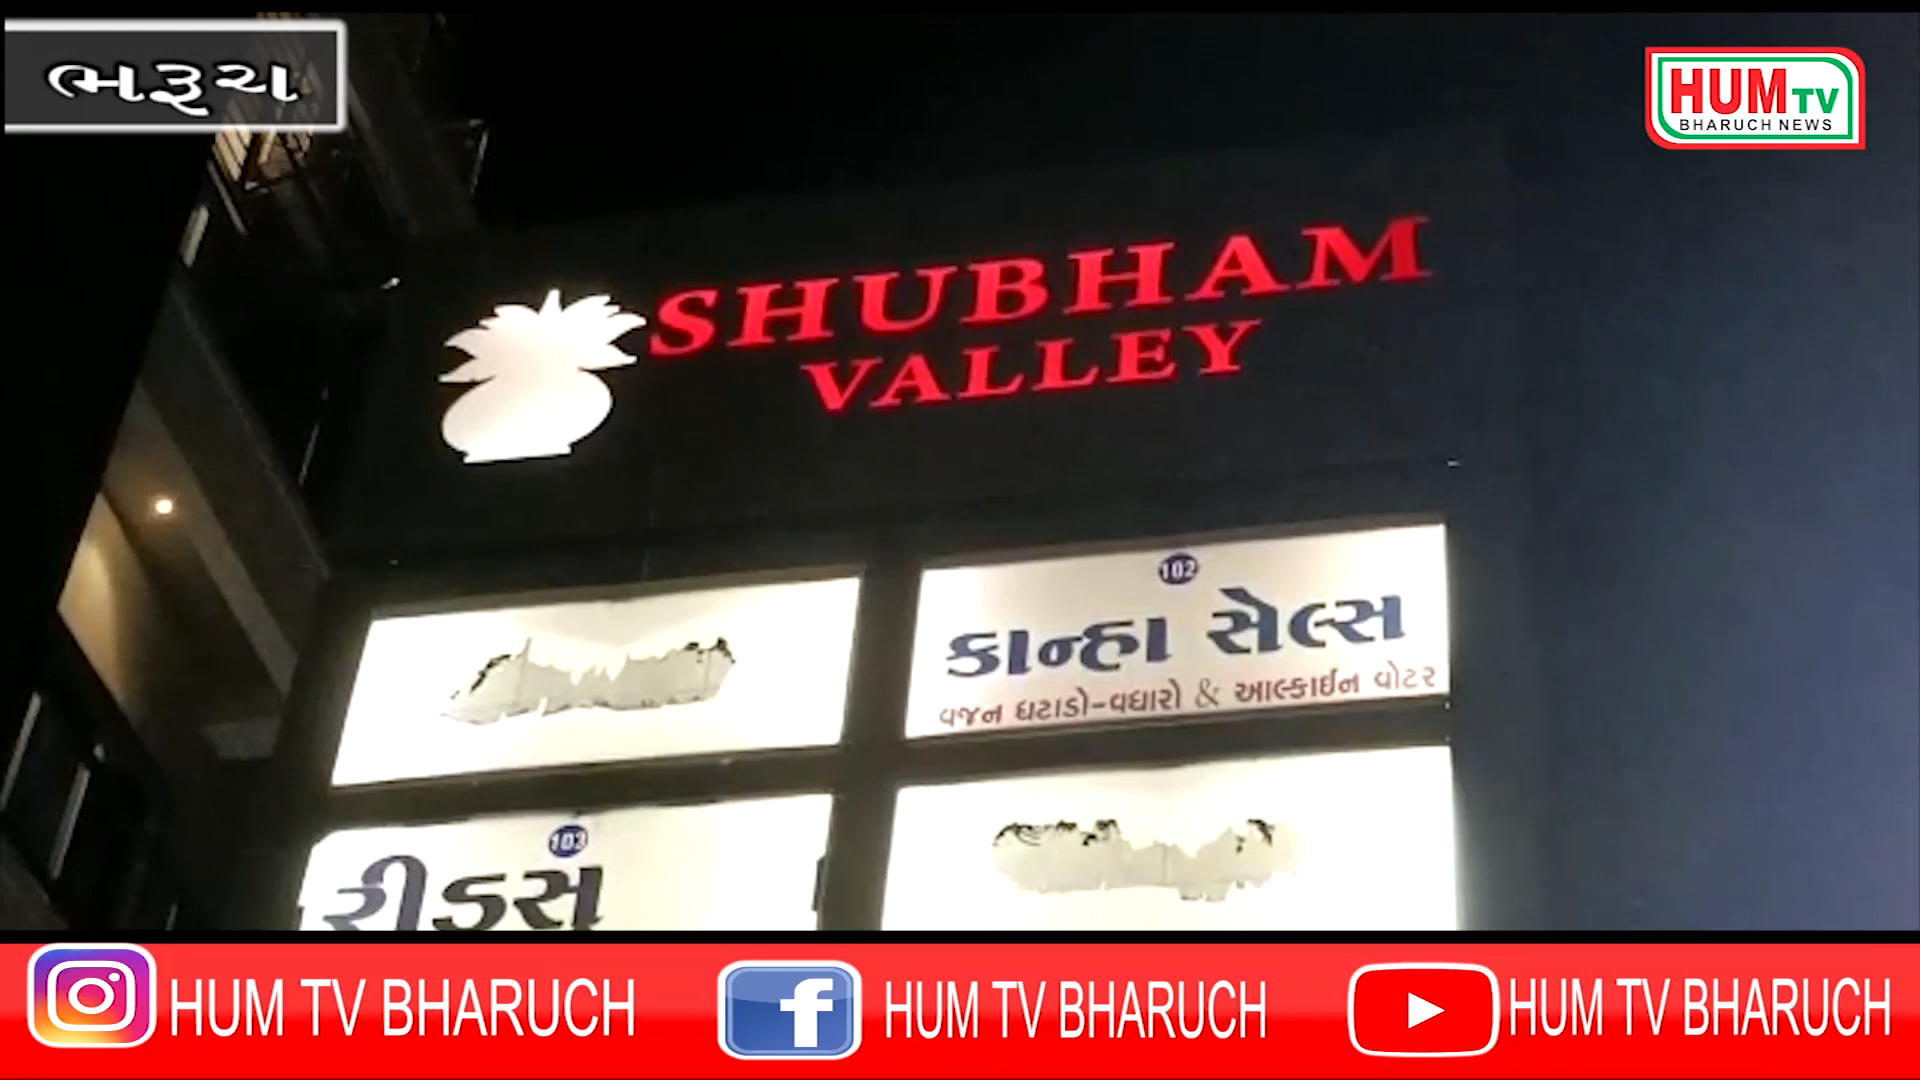 ભરૂચ
HUM TV
BHARUCH NEWS
SHUBHAM
VALLEY
102
કાન્હા સેલ્સ
વજન ઘટાડો-વધારો & આલ્કાઈન વોટર
103
રીડસ
HUM TV BHARUCH
HUM TV BHARUCH
HUM TV BHARUCH